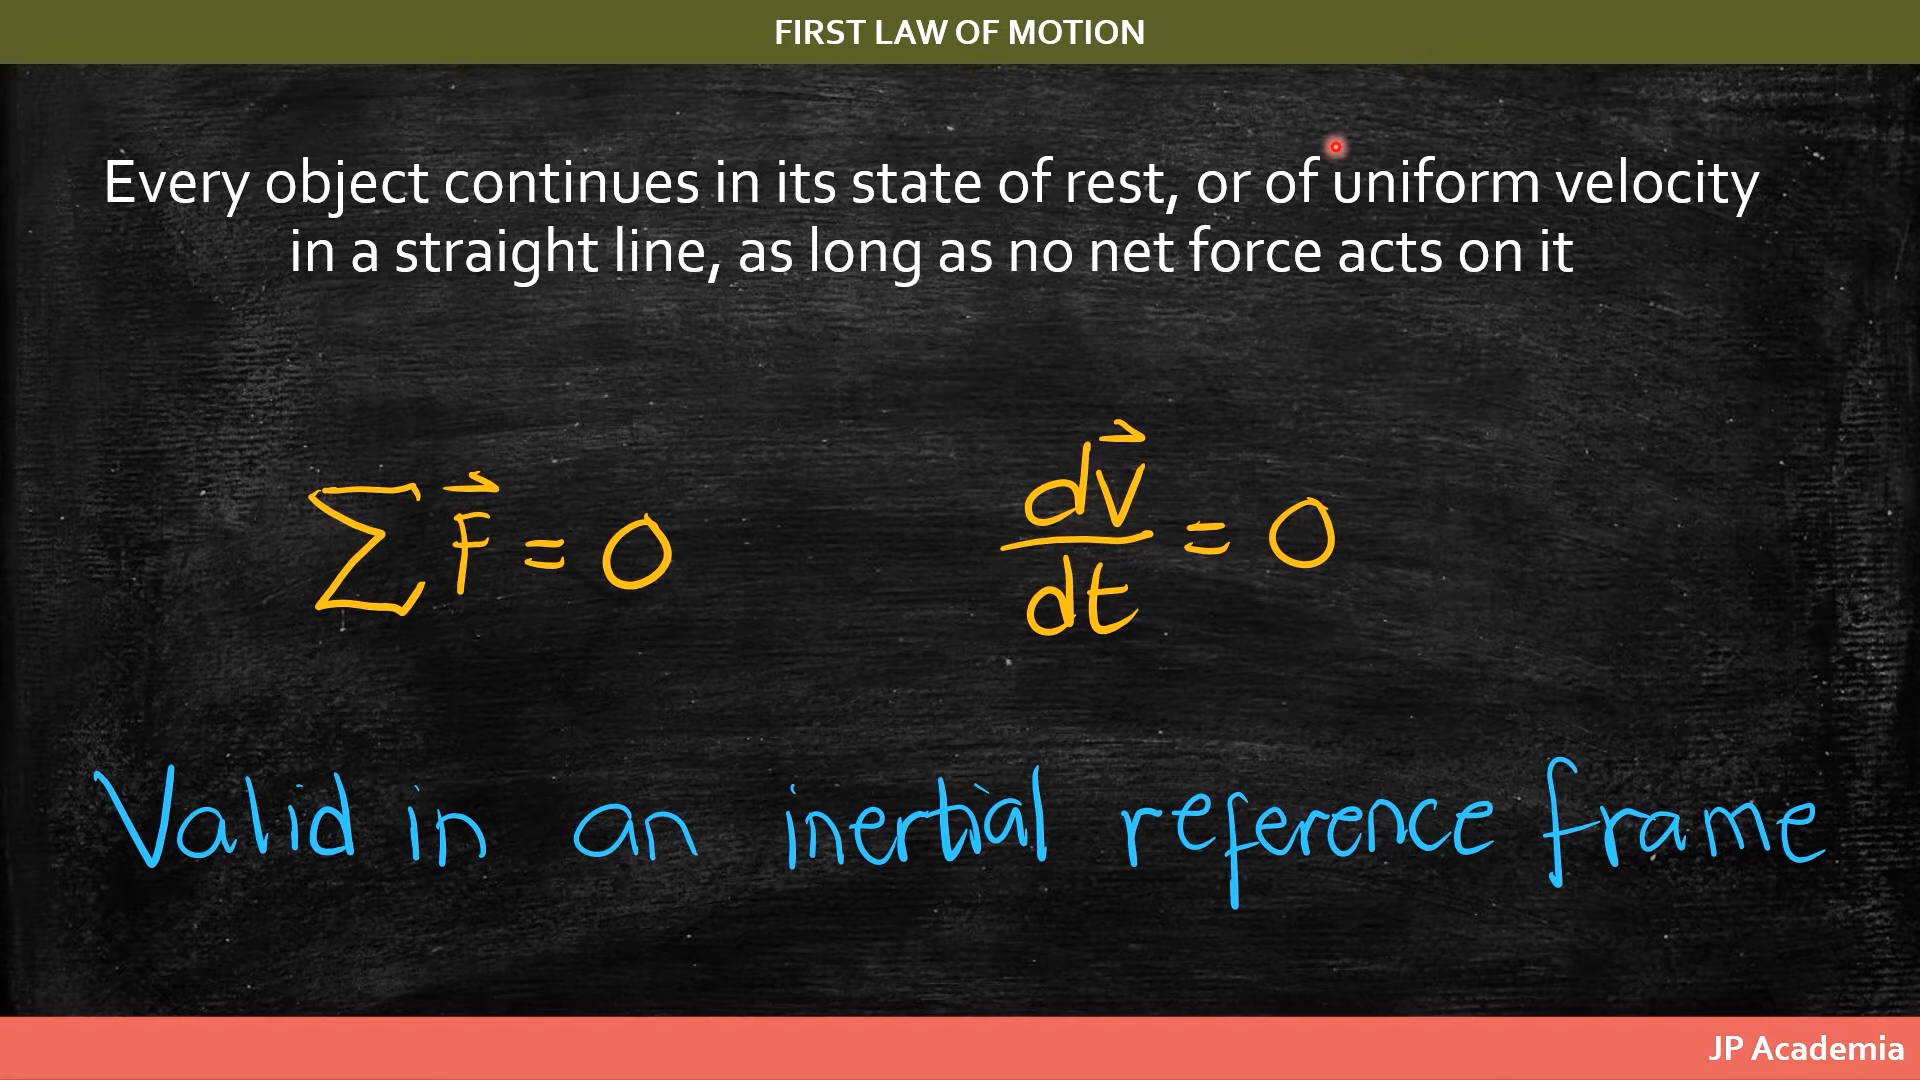 FIRST LAW OF MOTION
Every object continues in its state of rest, or of uniform velocity
in a straight line, as long as no net force acts on it
∑F⃗ = 0
dv⃗/dt = 0
Valid in an inertial reference frame
JP Academia